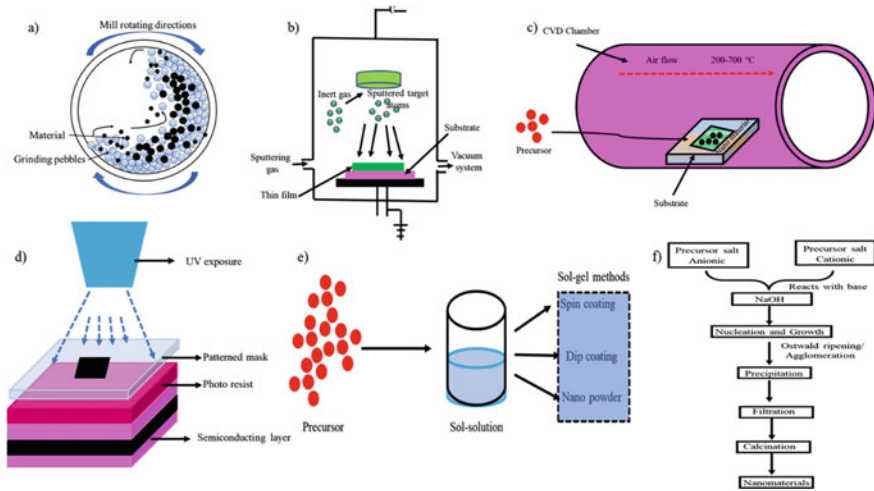 a)
Mill rotating directions
Material
Grinding pebbles
b)
U
Inert gas
Sputtered target
atoms
Substrate
Sputtering
gas
Vacuum
system
Thin film
c)
CVD Chamber
Air flow
200-700 °C
Precursor
Substrate
d)
UV exposure
Patterned mask
Photo resist
Semiconducting layer
e)
Precursor
Sol-solution
Sol-gel methods
Spin coating
Dip coating
Nano powder
f)
Precursor salt
Anionic
Precursor salt
Cationic
Reacts with base
NaOH
Nucleation and Growth
Ostwald ripening/
Agglomeration
Precipitation
Filtration
Calcination
Nanomaterials